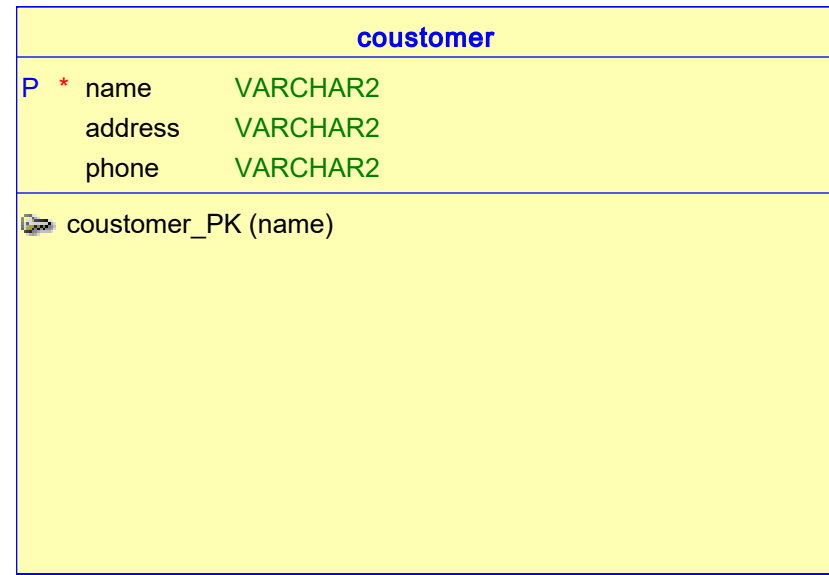 coustomer
P * name VARCHAR2
address VARCHAR2
phone VARCHAR2
coustomer_PK (name)